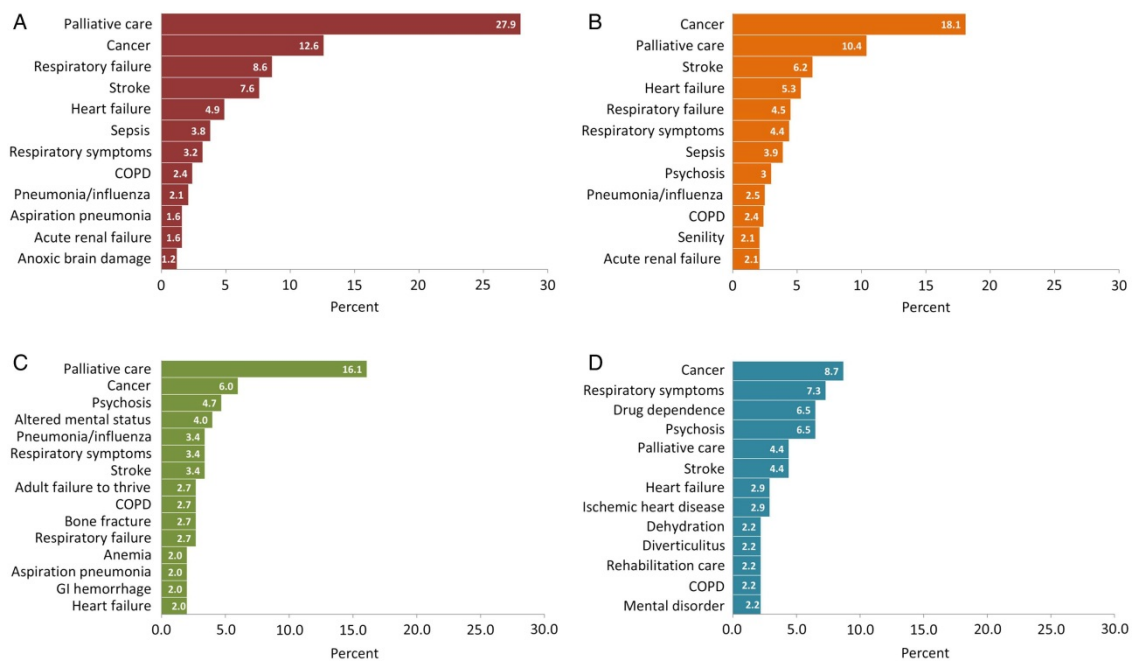 A
Palliative care 27.9
Cancer 12.6
Respiratory failure 8.6
Stroke 7.6
Heart failure 4.9
Sepsis 3.8
Respiratory symptoms 3.2
COPD 2.4
Pneumonia/influenza 2.1
Aspiration pneumonia 1.6
Acute renal failure 1.6
Anoxic brain damage 1.2
0 5 10 15 20 25 30
Percent
B
Cancer 18.1
Palliative care 10.4
Stroke 6.2
Heart failure 5.3
Respiratory failure 4.5
Respiratory symptoms 4.4
Sepsis 3.9
Psychosis 3
Pneumonia/influenza 2.5
COPD 2.4
Senility 2.1
Acute renal failure 2.1
0 5 10 15 20 25 30
Percent
C
Palliative care 16.1
Cancer 6.0
Psychosis 4.7
Altered mental status 4.0
Pneumonia/influenza 3.4
Respiratory symptoms 3.4
Stroke 3.4
Adult failure to thrive 2.7
COPD 2.7
Bone fracture 2.7
Respiratory failure 2.7
Anemia 2.0
Aspiration pneumonia 2.0
GI hemorrhage 2.0
Heart failure 2.0
0.0 5.0 10.0 15.0 20.0 25.0 30.0
Percent
D
Cancer 8.7
Respiratory symptoms 7.3
Drug dependence 6.5
Psychosis 6.5
Palliative care 4.4
Stroke 4.4
Heart failure 2.9
Ischemic heart disease 2.9
Dehydration 2.2
Diverticulitus 2.2
Rehabilitation care 2.2
COPD 2.2
Mental disorder 2.2
0.0 5.0 10.0 15.0 20.0 25.0 30.0
Percent